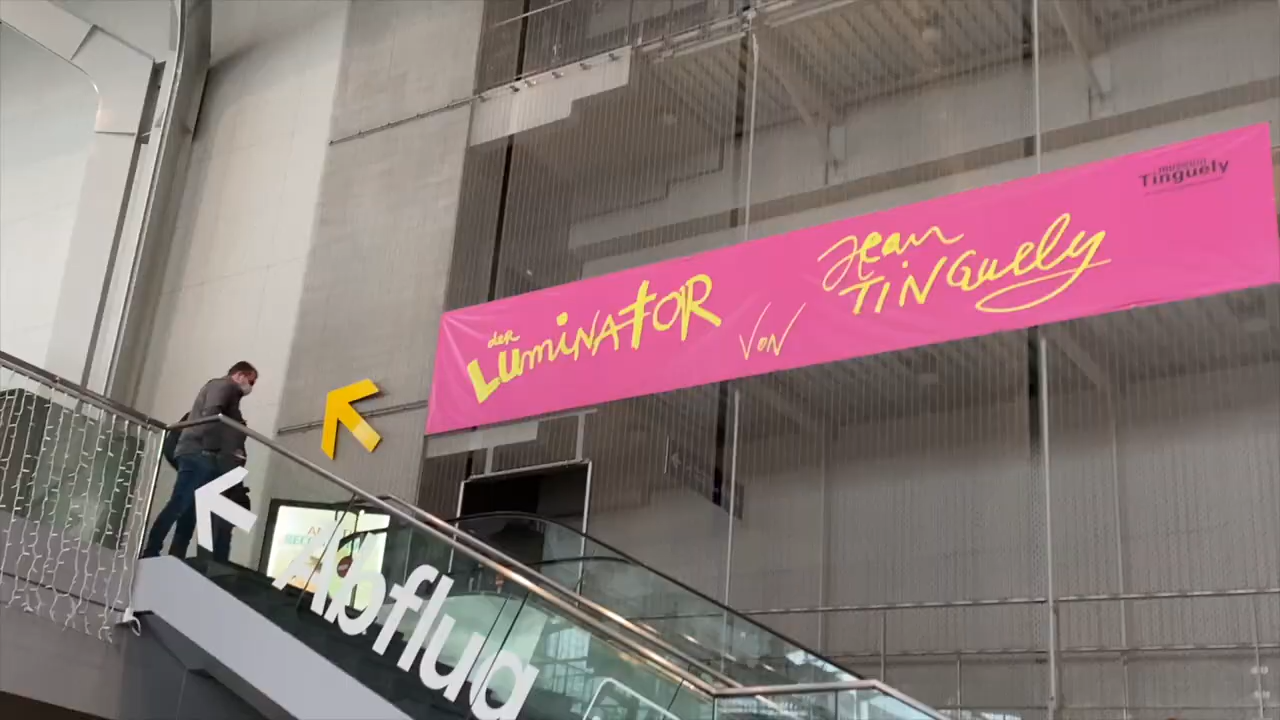 museum
Tinguely
der
LumiNATOR
VON
Jean
TINGuely
Abflug